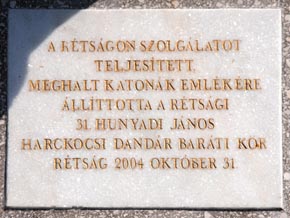 A RÉTSÁGON SZOLGÁLATOT
TELJESÍTETT
MEGHALT KATONÁK EMLÉKÉRE
ÁLLÍTTOTTA A RÉTSÁGI
31. HUNYADI JÁNOS
HARCKOCSI DANDÁR BARÁTI KÖR
RÉTSÁG 2004 OKTÓBER 31